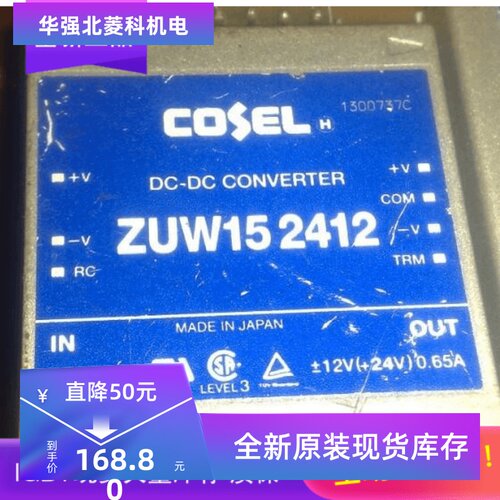 华强北菱科机电
COSEL H
1300737C
+V
+V
DC-DC CONVERTER
COM
ZUW15 2412
-V
-V
RC
TRM
IN
MADE IN JAPAN
OUT
LEVEL 3
±12V(+24V) 0.65A
¥ 直降50元
到手价
168.80元
全新原装现货库存